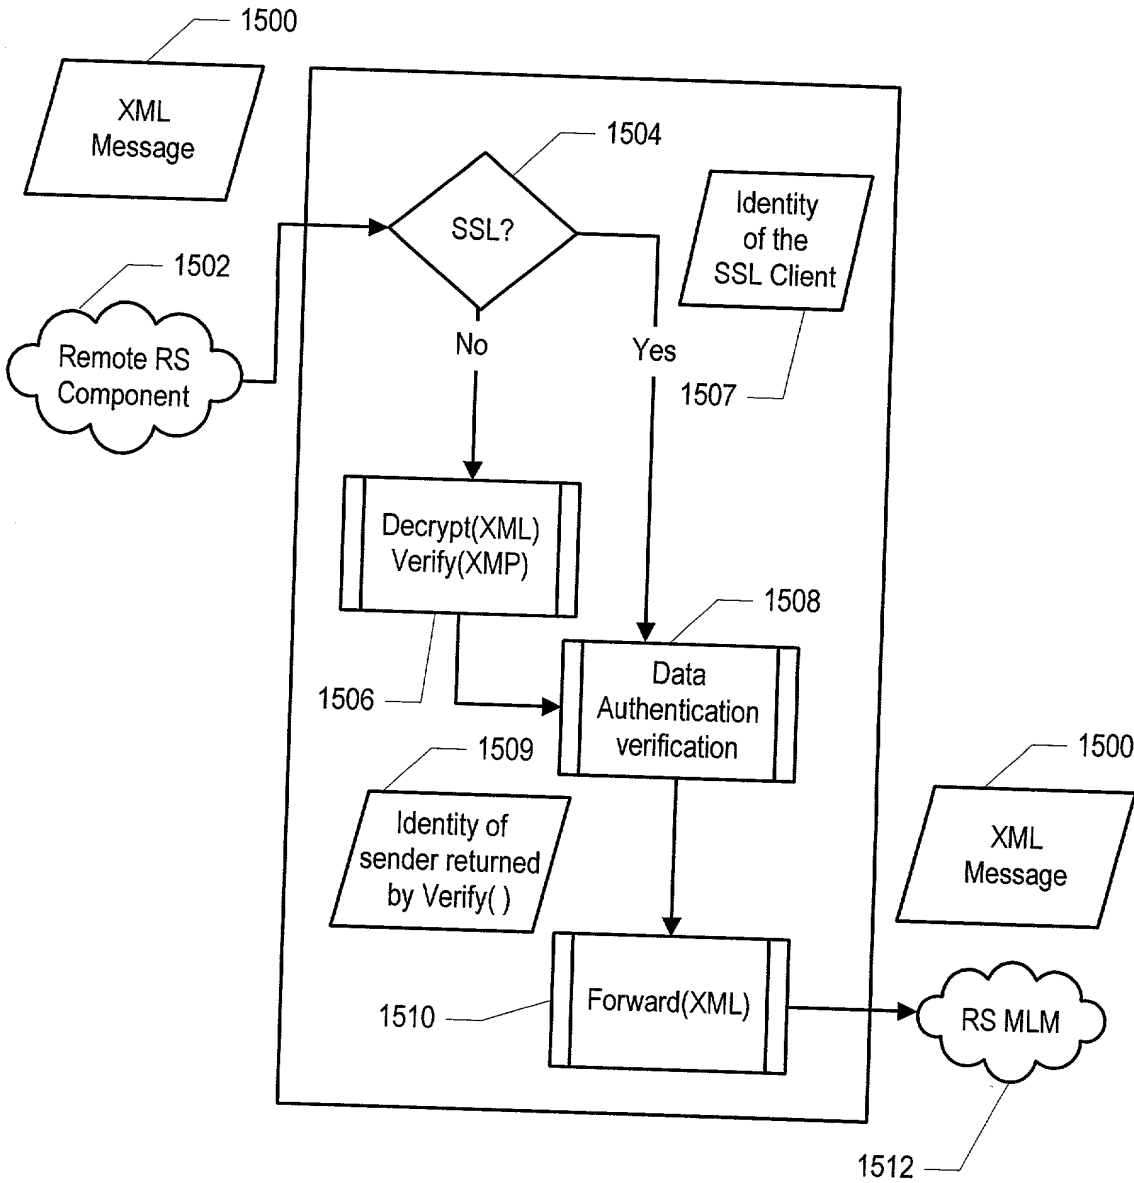 1500
XML
Message
1504
SSL?
Identity
of the
SSL Client
1502
Remote RS
Component
No
Yes
1507
Decrypt(XML)
Verify(XMP)
1508
1506
Data
Authentication
verification
1509
Identity of
sender returned
by Verify( )
1500
XML
Message
1510
Forward(XML)
RS MLM
1512